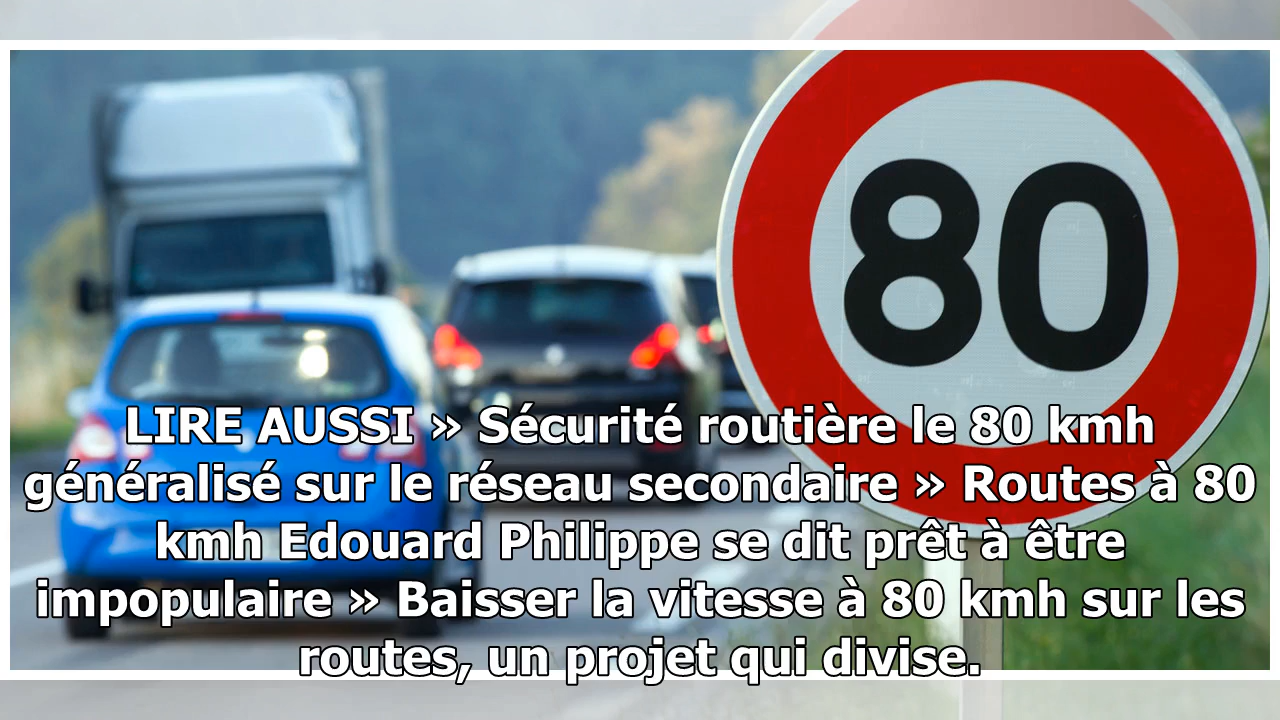 80
LIRE AUSSI » Sécurité routière le 80 kmh
généralisé sur le réseau secondaire » Routes à 80
kmh Edouard Philippe se dit prêt à être
impopulaire » Baisser la vitesse à 80 kmh sur les
routes, un projet qui divise.